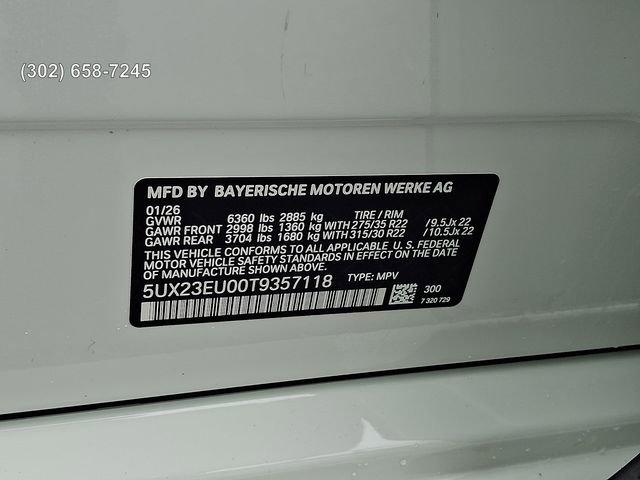 (302) 658-7245
MFD BY BAYERISCHE MOTOREN WERKE AG
01/26
GVWR 6360 lbs 2885 kg TIRE / RIM
GAWR FRONT 2998 lbs 1360 kg WITH 275/35 R22 / 9.5Jx 22
GAWR REAR 3704 lbs 1680 kg WITH 315/30 R22 / 10.5Jx 22
THIS VEHICLE CONFORMS TO ALL APPLICABLE U.S. FEDERAL
MOTOR VEHICLE SAFETY STANDARDS IN EFFECT ON THE DATE
OF MANUFACTURE SHOWN ABOVE.
5UX23EU00T9357118 TYPE: MPV
300
7 320 729